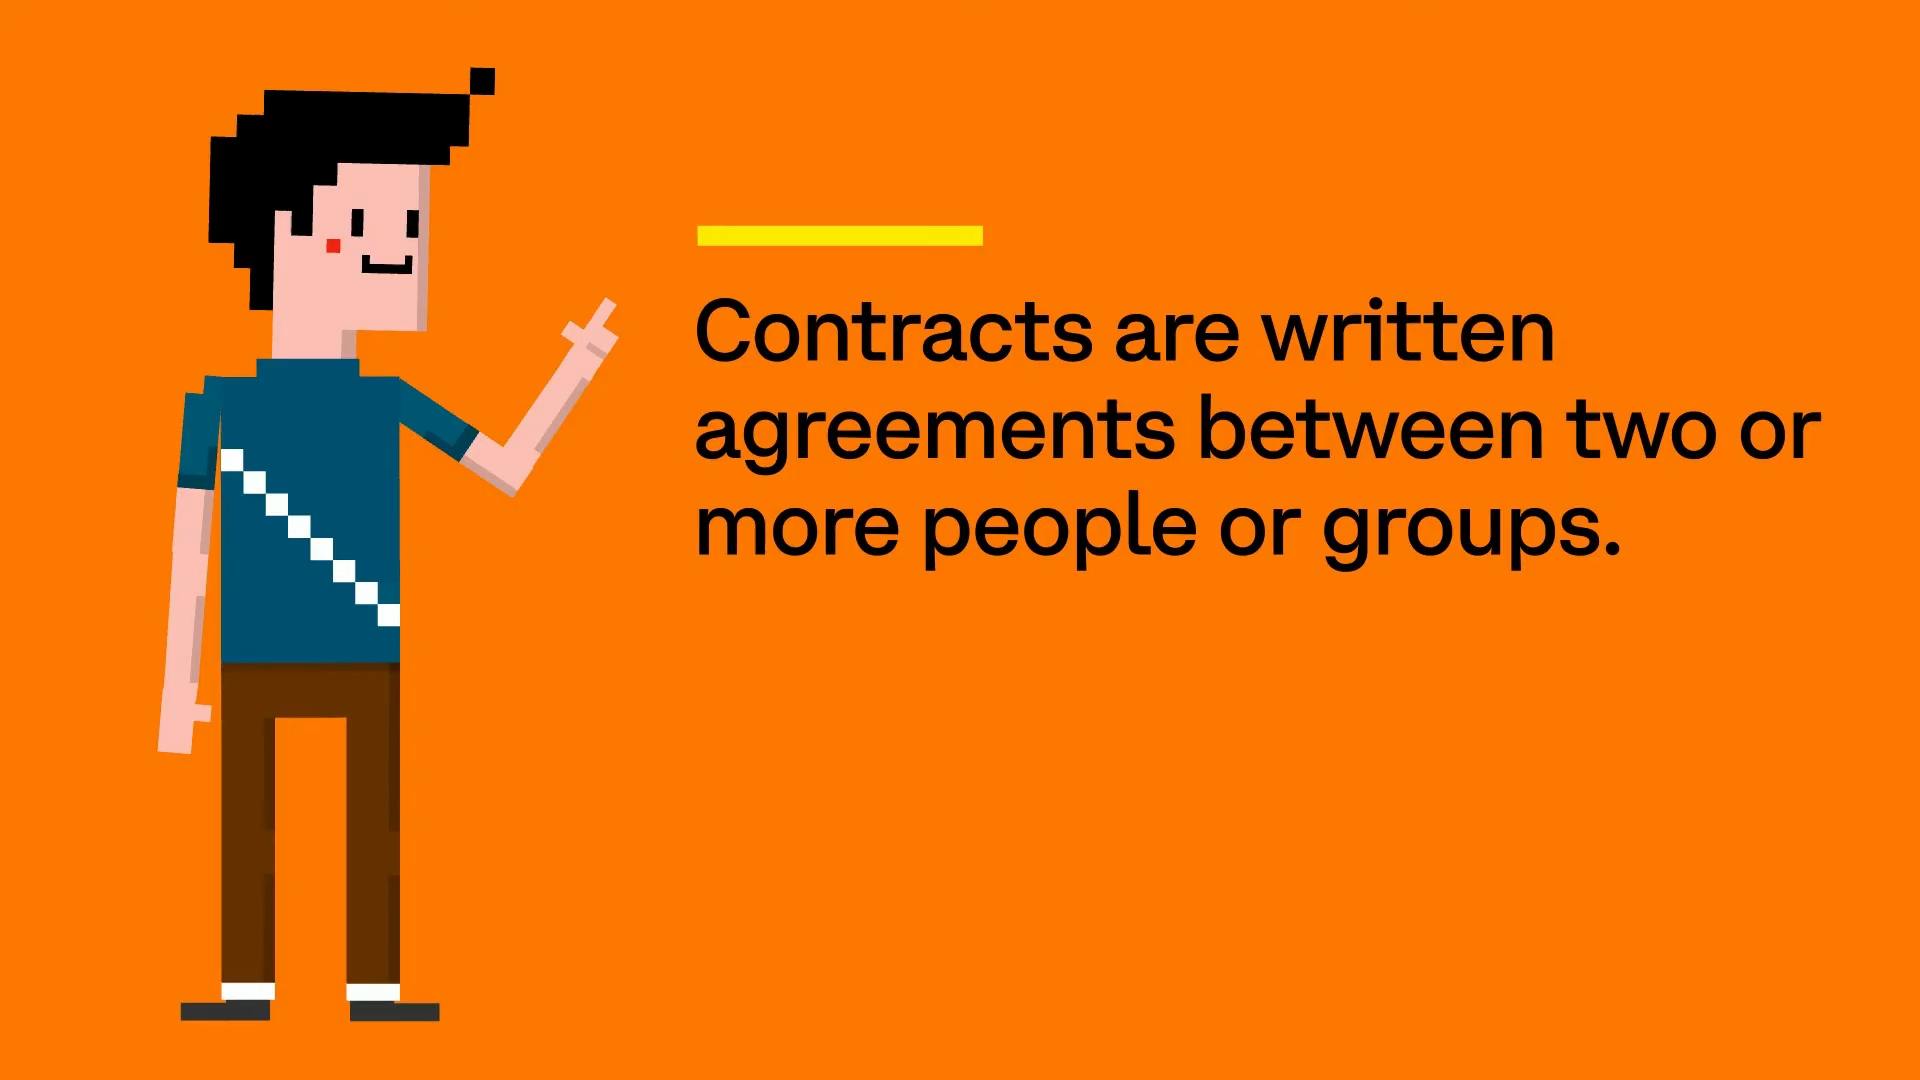 Contracts are written
agreements between two or
more people or groups.